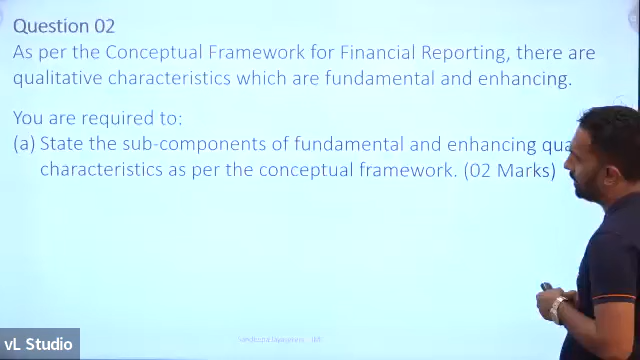 Question 02
As per the Conceptual Framework for Financial Reporting, there are
qualitative characteristics which are fundamental and enhancing.
You are required to:
(a) State the sub-components of fundamental and enhancing qua
characteristics as per the conceptual framework. (02 Marks)
vL Studio